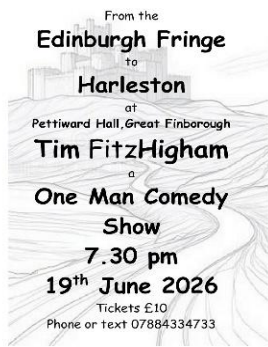 From the
Edinburgh Fringe
to
Harleston
at
Pettiward Hall,Great Finborough
Tim FitzHigham
a
One Man Comedy
Show
7.30 pm
19th June 2026
Tickets £10
Phone or text 07884334733